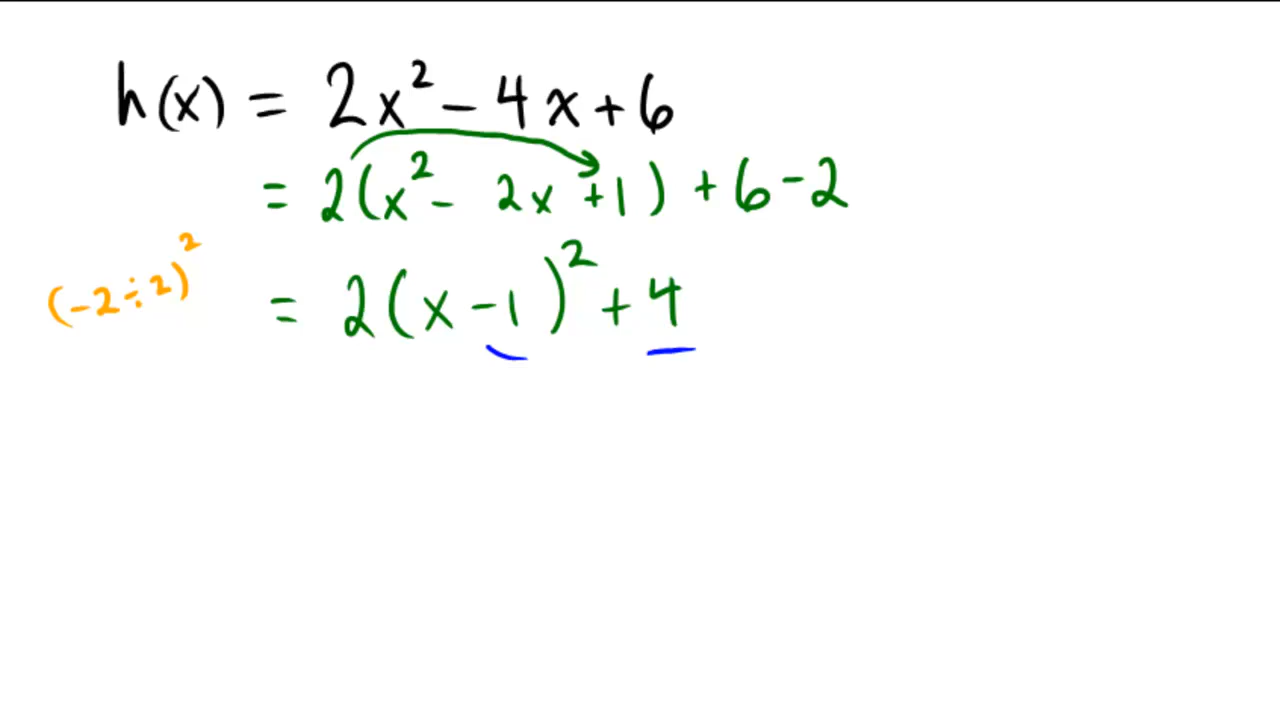 h(x) = 2x² - 4x + 6
= 2(x² - 2x + 1) + 6 - 2
(-2 ÷ 2)²
= 2(x - 1)² + 4